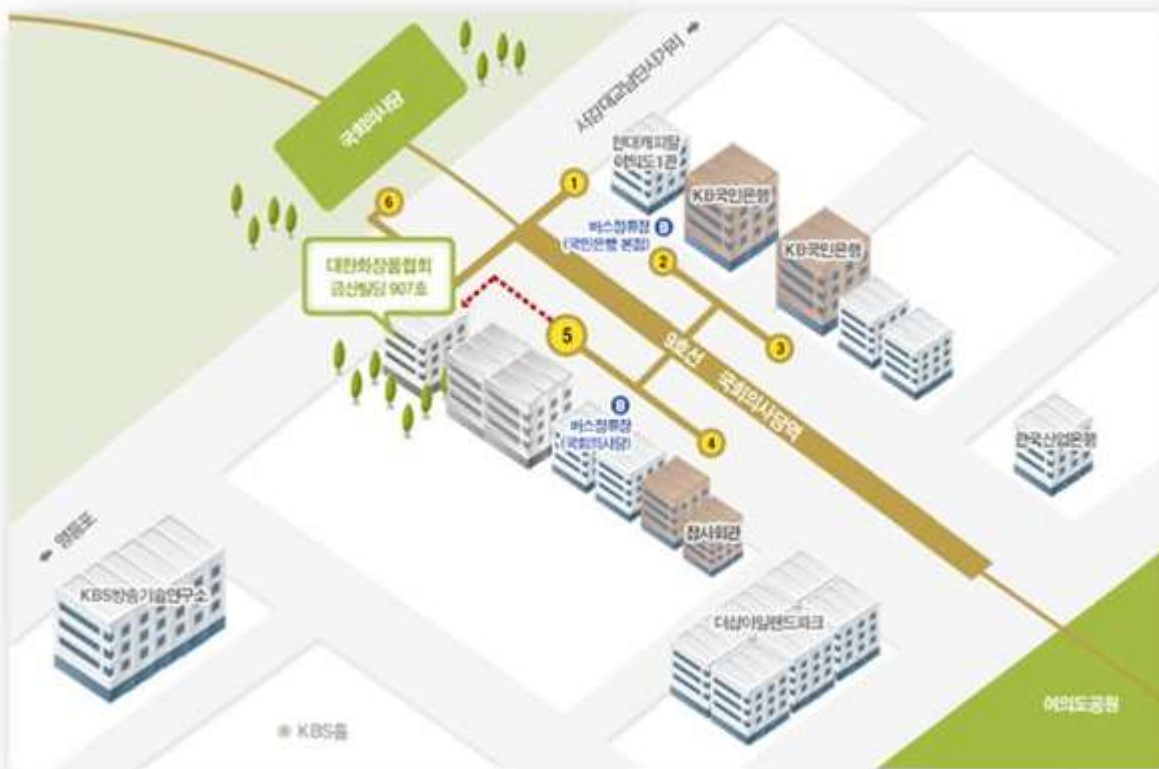 국회의사당
서강대교남단사거리
현대캐피탈
여의도1관
KB국민은행
KB국민은행
버스정류장 B
(국민은행 본점)
1
6
2
3
대한화장품협회
금산빌딩 907호
5
4
9호선 국회의사당역
B
버스정류장
(국회의사당)
한국산업은행
잠사회관
영등포
KBS방송기술연구소
더샵아일랜드파크
여의도공원
KBS홀